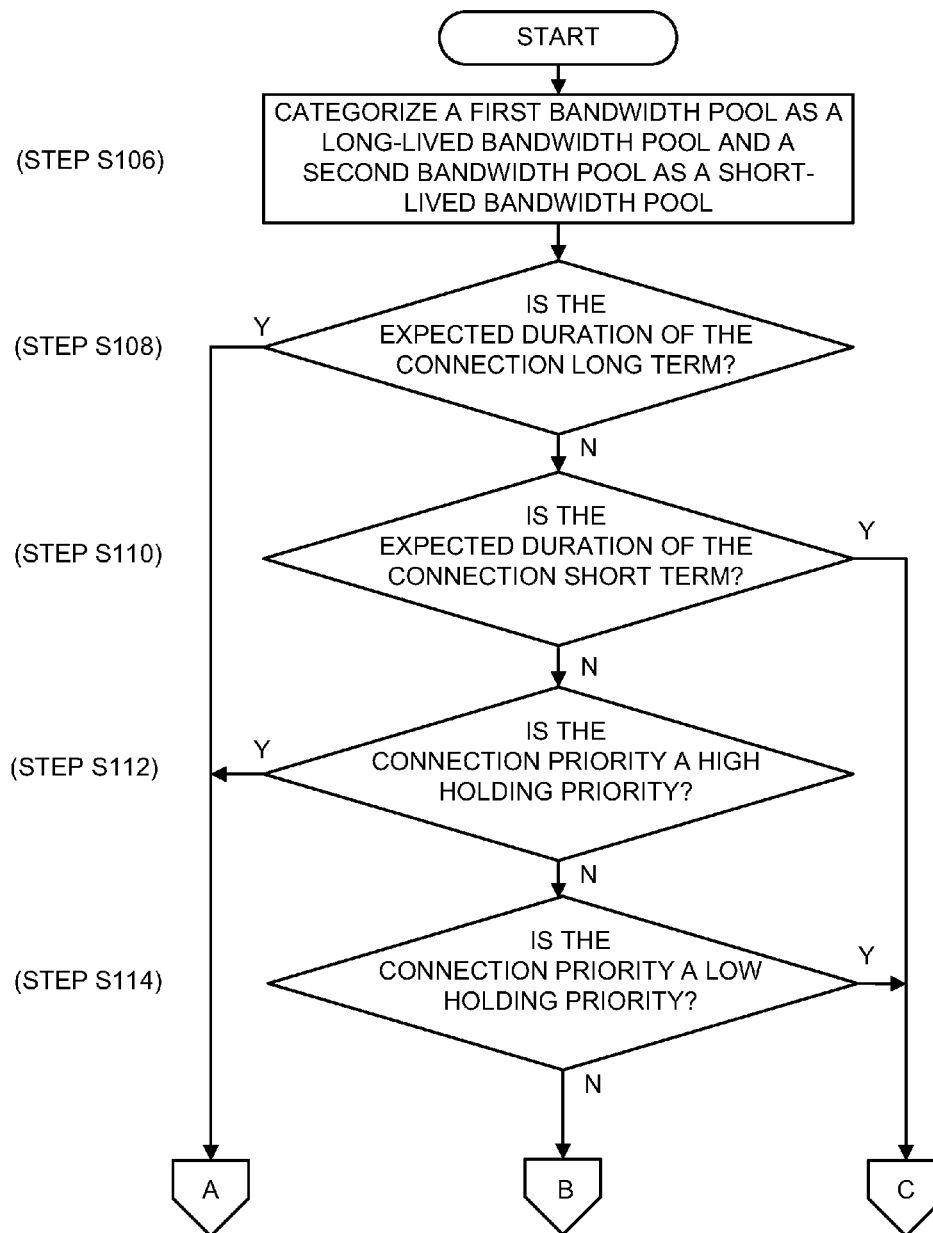 START
(STEP S106)
CATEGORIZE A FIRST BANDWIDTH POOL AS A
LONG-LIVED BANDWIDTH POOL AND A
SECOND BANDWIDTH POOL AS A SHORT-
LIVED BANDWIDTH POOL
(STEP S108)
Y
IS THE
EXPECTED DURATION OF THE
CONNECTION LONG TERM?
N
(STEP S110)
IS THE
EXPECTED DURATION OF THE
CONNECTION SHORT TERM?
Y
N
(STEP S112)
Y
IS THE
CONNECTION PRIORITY A HIGH
HOLDING PRIORITY?
N
(STEP S114)
IS THE
CONNECTION PRIORITY A LOW
HOLDING PRIORITY?
Y
N
A
B
C